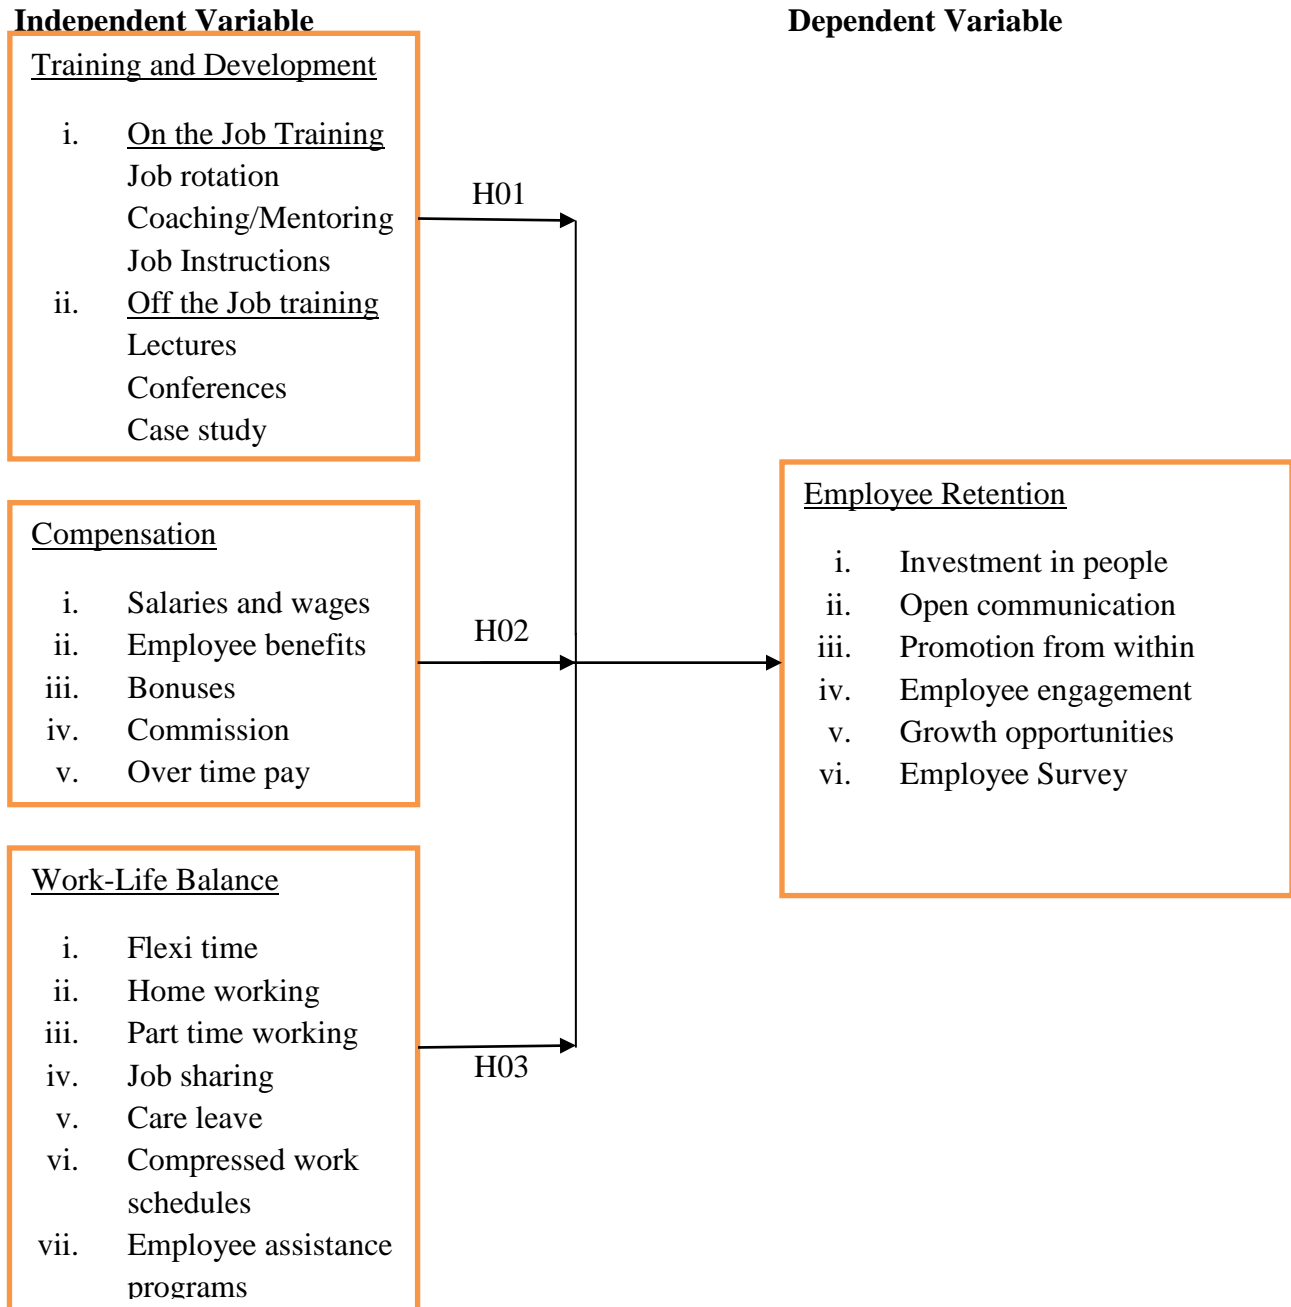 Independent Variable
Dependent Variable
Training and Development
i. On the Job Training
Job rotation
Coaching/Mentoring
Job Instructions
ii. Off the Job training
Lectures
Conferences
Case study
H01
Compensation
i. Salaries and wages
ii. Employee benefits
iii. Bonuses
iv. Commission
v. Over time pay
H02
Work-Life Balance
i. Flexi time
ii. Home working
iii. Part time working
iv. Job sharing
v. Care leave
vi. Compressed work
schedules
vii. Employee assistance
programs
H03
Employee Retention
i. Investment in people
ii. Open communication
iii. Promotion from within
iv. Employee engagement
v. Growth opportunities
vi. Employee Survey